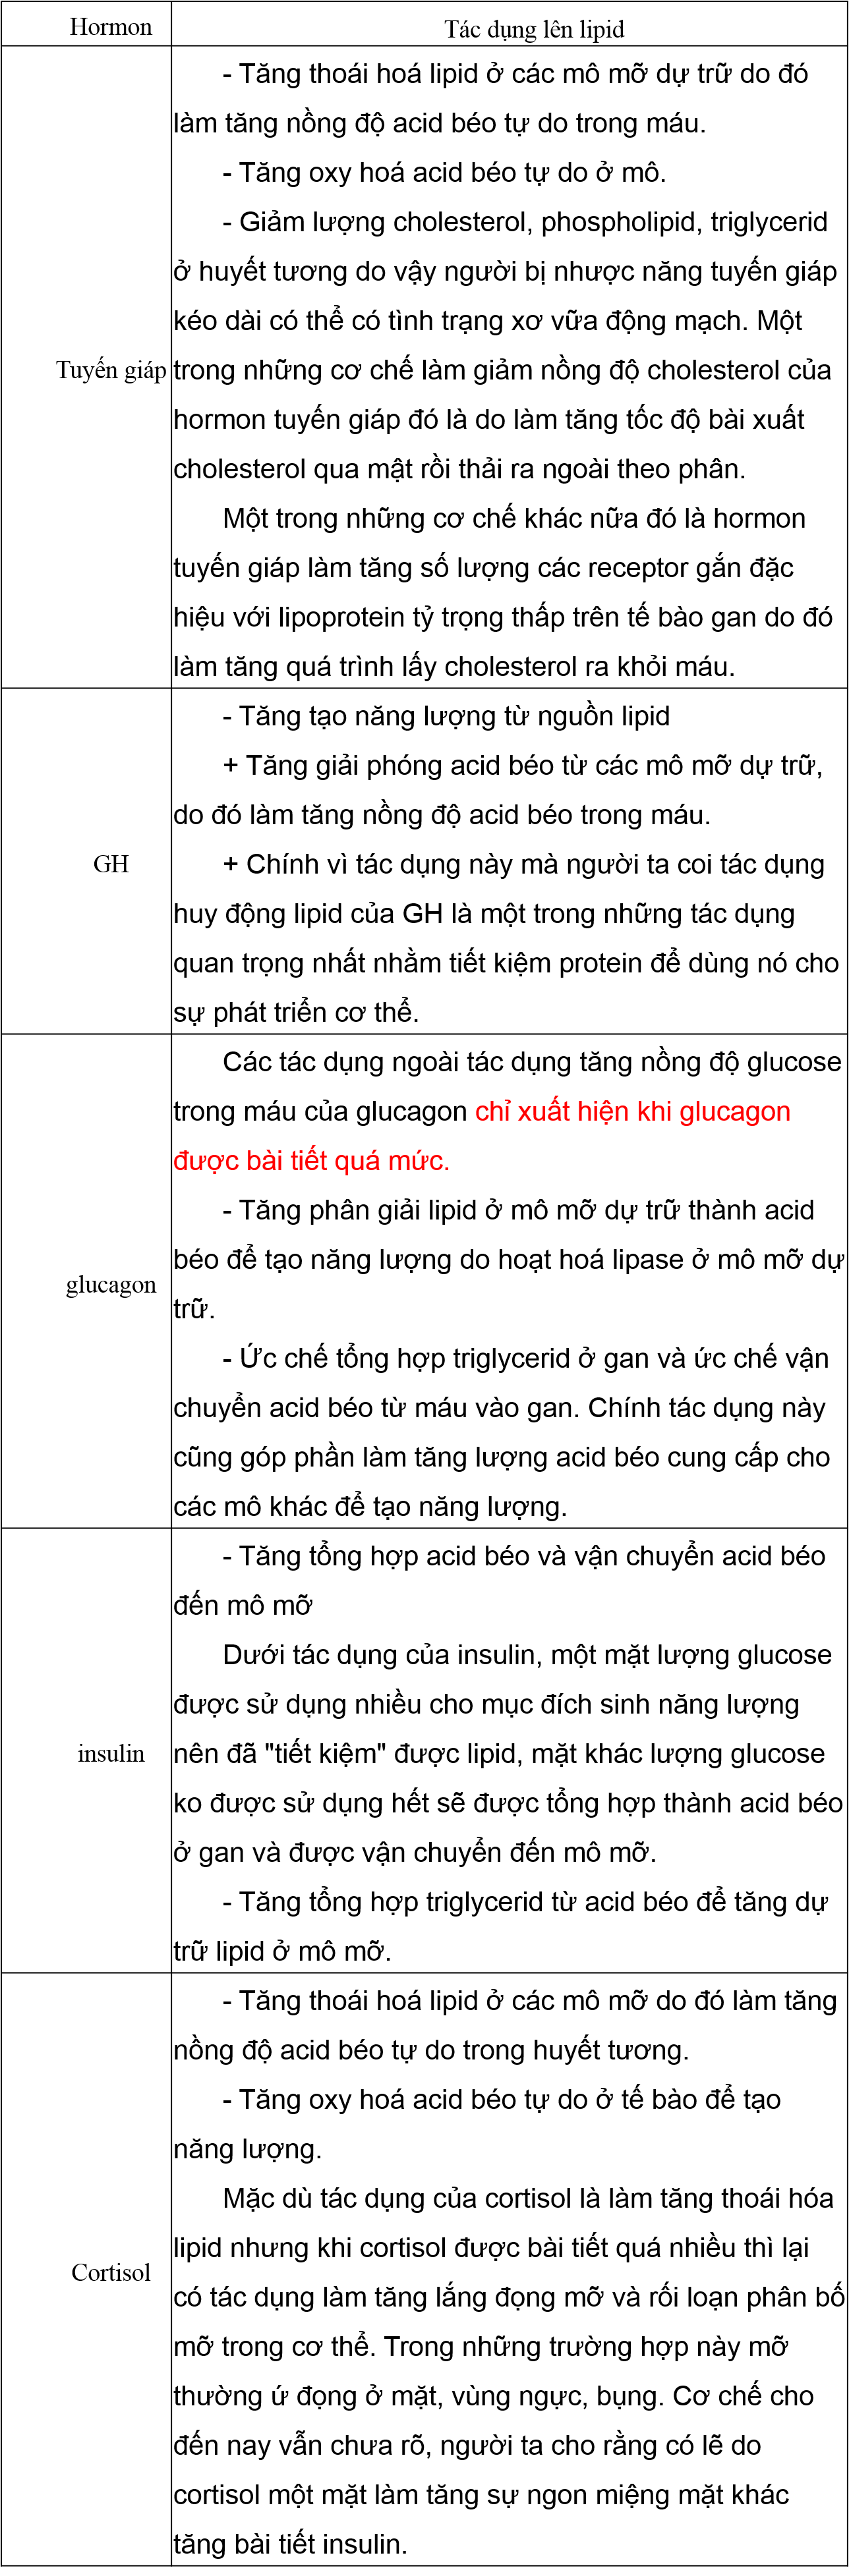 Hormon
Tác dụng lên lipid
Tuyến giáp
- Tăng thoái hoá lipid ở các mô mỡ dự trữ do đó
làm tăng nồng độ acid béo tự do trong máu.
- Tăng oxy hoá acid béo tự do ở mô.
- Giảm lượng cholesterol, phospholipid, triglycerid
ở huyết tương do vậy người bị nhược năng tuyến giáp
kéo dài có thể có tình trạng xơ vữa động mạch. Một
trong những cơ chế làm giảm nồng độ cholesterol của
hormon tuyến giáp đó là do làm tăng tốc độ bài xuất
cholesterol qua mật rồi thải ra ngoài theo phân.
Một trong những cơ chế khác nữa đó là hormon
tuyến giáp làm tăng số lượng các receptor gắn đặc
hiệu với lipoprotein tỷ trọng thấp trên tế bào gan do đó
làm tăng quá trình lấy cholesterol ra khỏi máu.
GH
- Tăng tạo năng lượng từ nguồn lipid
+ Tăng giải phóng acid béo từ các mô mỡ dự trữ,
do đó làm tăng nồng độ acid béo trong máu.
+ Chính vì tác dụng này mà người ta coi tác dụng
huy động lipid của GH là một trong những tác dụng
quan trọng nhất nhằm tiết kiệm protein để dùng nó cho
sự phát triển cơ thể.
glucagon
Các tác dụng ngoài tác dụng tăng nồng độ glucose
trong máu của glucagon chỉ xuất hiện khi glucagon
được bài tiết quá mức.
- Tăng phân giải lipid ở mô mỡ dự trữ thành acid
béo để tạo năng lượng do hoạt hoá lipase ở mô mỡ dự
trữ.
- Ức chế tổng hợp triglycerid ở gan và ức chế vận
chuyển acid béo từ máu vào gan. Chính tác dụng này
cũng góp phần làm tăng lượng acid béo cung cấp cho
các mô khác để tạo năng lượng.
insulin
- Tăng tổng hợp acid béo và vận chuyển acid béo
đến mô mỡ
Dưới tác dụng của insulin, một mặt lượng glucose
được sử dụng nhiều cho mục đích sinh năng lượng
nên đã "tiết kiệm" được lipid, mặt khác lượng glucose
ko được sử dụng hết sẽ được tổng hợp thành acid béo
ở gan và được vận chuyển đến mô mỡ.
- Tăng tổng hợp triglycerid từ acid béo để tăng dự
trữ lipid ở mô mỡ.
Cortisol
- Tăng thoái hoá lipid ở các mô mỡ do đó làm tăng
nồng độ acid béo tự do trong huyết tương.
- Tăng oxy hoá acid béo tự do ở tế bào để tạo
năng lượng.
Mặc dù tác dụng của cortisol là làm tăng thoái hóa
lipid nhưng khi cortisol được bài tiết quá nhiều thì lại
có tác dụng làm tăng lắng đọng mỡ và rối loạn phân bố
mỡ trong cơ thể. Trong những trường hợp này mỡ
thường ứ đọng ở mặt, vùng ngực, bụng. Cơ chế cho
đến nay vẫn chưa rõ, người ta cho rằng có lẽ do
cortisol một mặt làm tăng sự ngon miệng mặt khác
tăng bài tiết insulin.